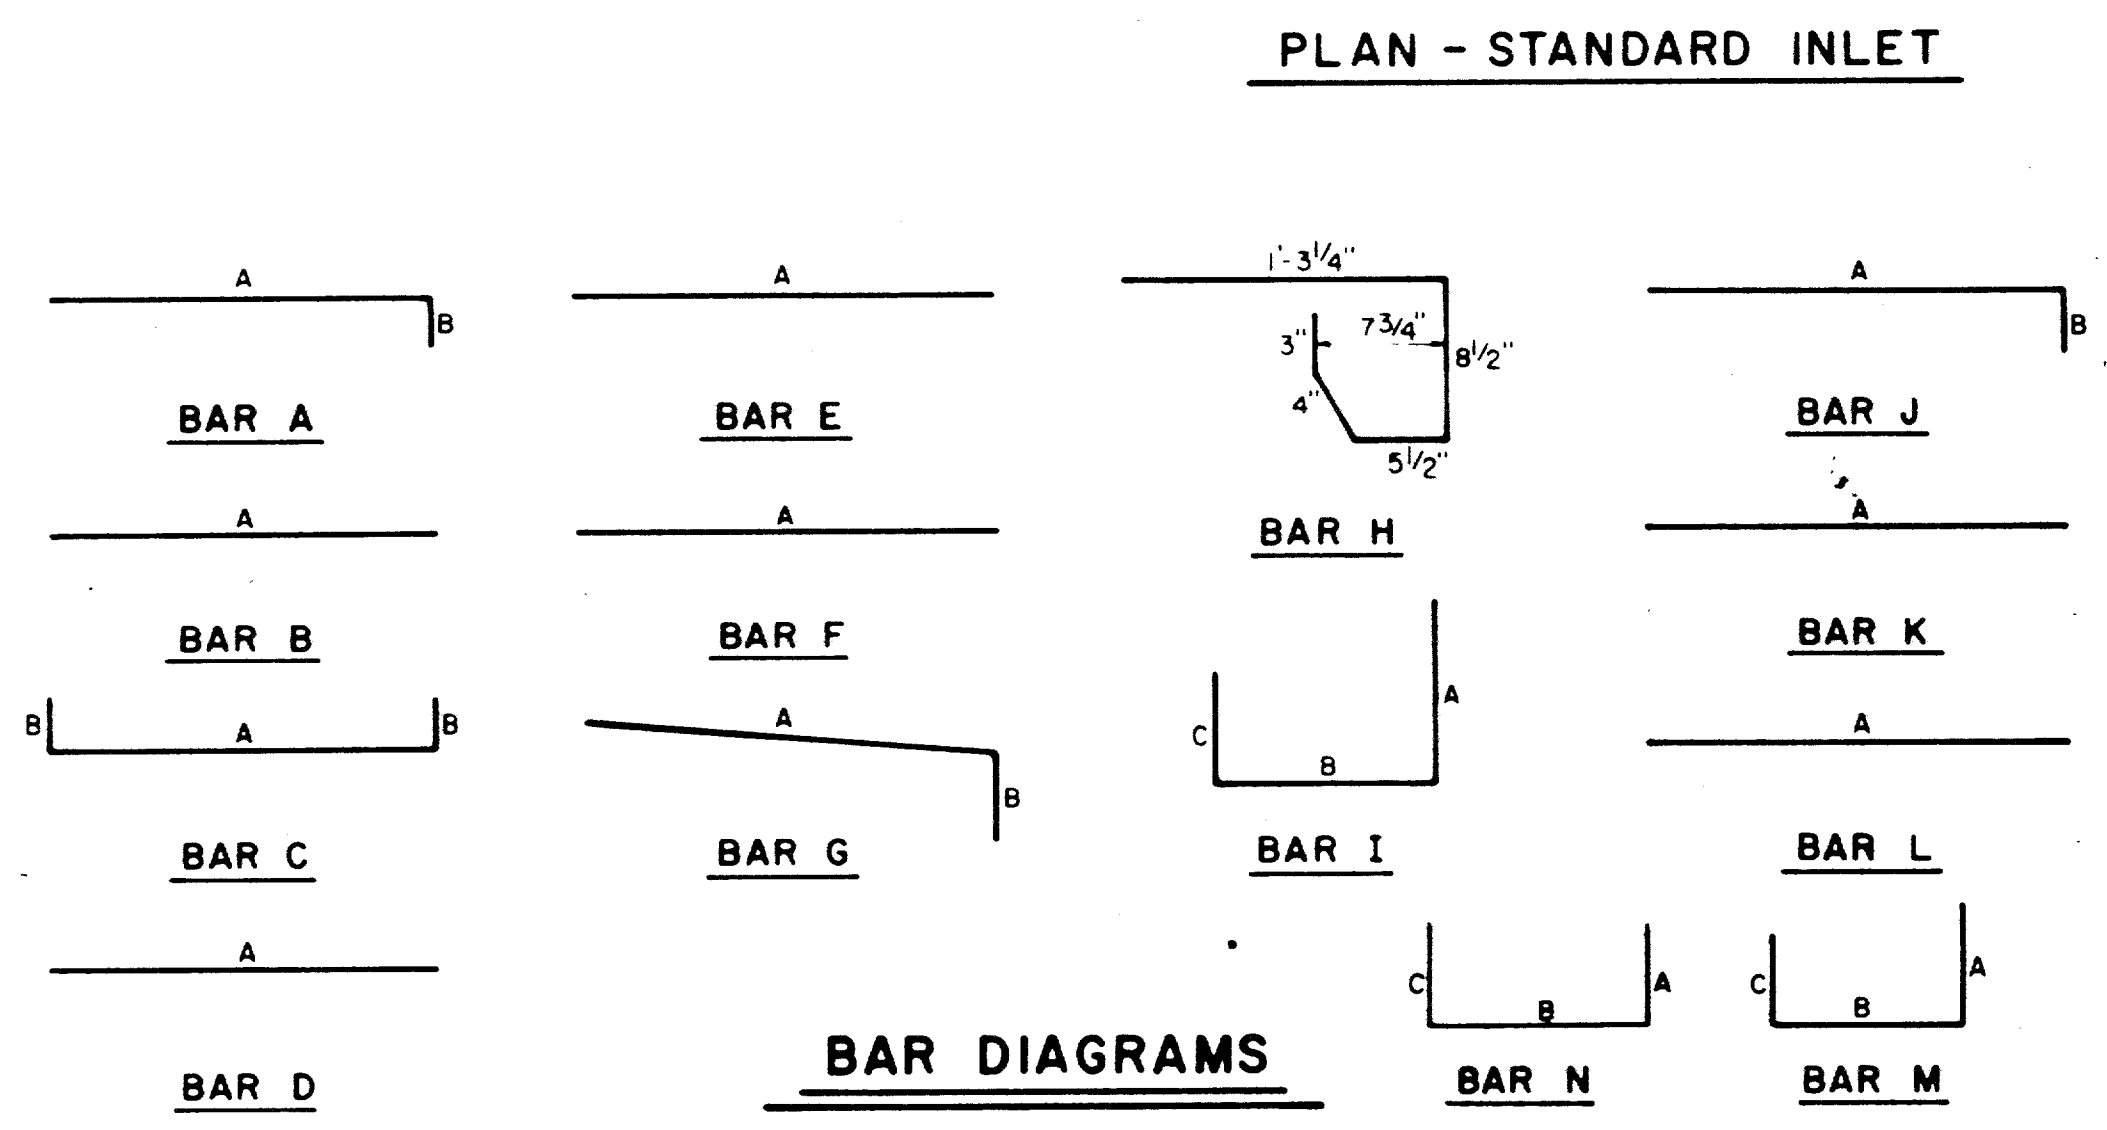 PLAN - STANDARD INLET
A
B
BAR A
A
BAR B
B
A
B
BAR C
A
BAR D
A
BAR E
A
BAR F
A
B
BAR G
1'-3 1/4"
7 3/4"
3"
8 1/2"
4"
5 1/2"
BAR H
A
C
B
BAR I
A
B
BAR J
A
BAR K
A
BAR L
C
B
A
BAR N
C
B
A
BAR M
BAR DIAGRAMS